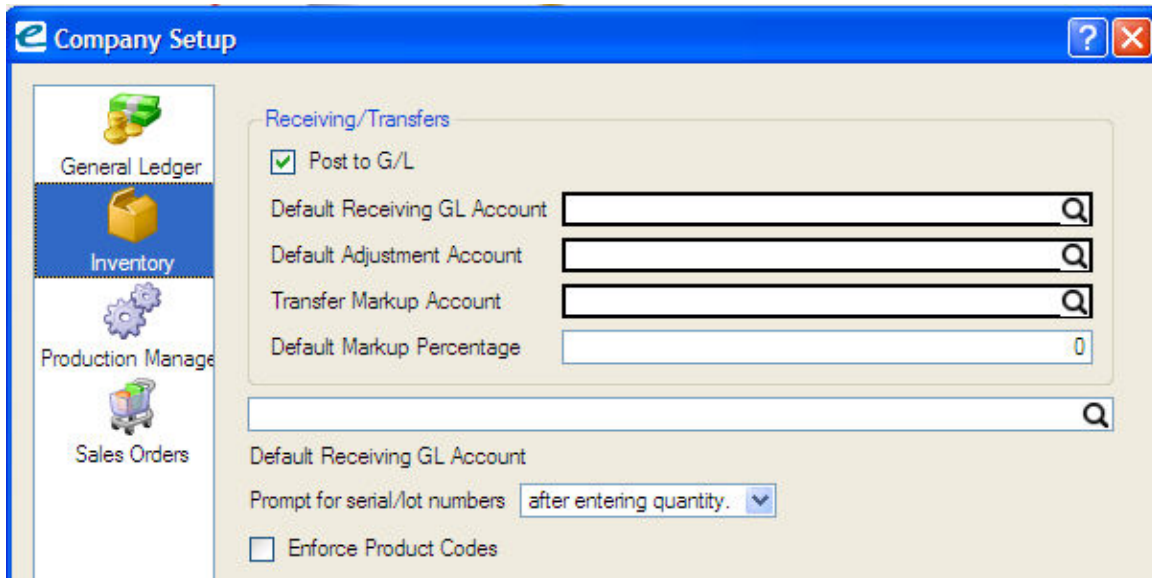 Company Setup
General Ledger
Inventory
Production Manage
Sales Orders
Receiving/Transfers
Post to G/L
Default Receiving GL Account
Default Adjustment Account
Transfer Markup Account
Default Markup Percentage 0
Default Receiving GL Account
Prompt for serial/lot numbers after entering quantity.
Enforce Product Codes